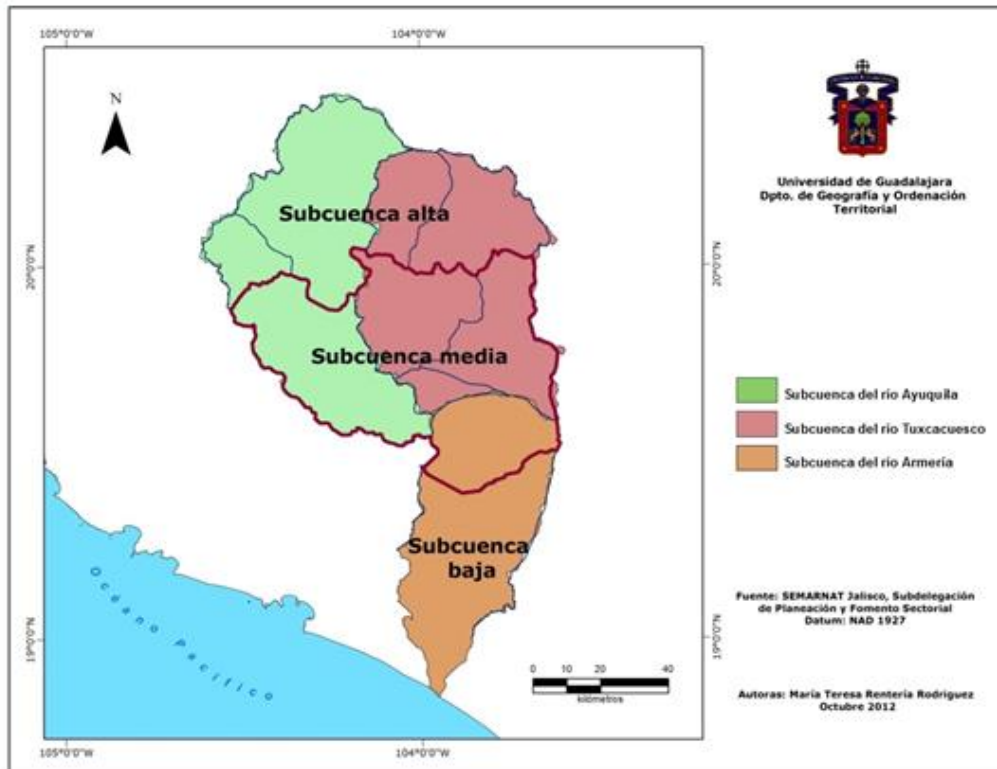 105°0'0"W
104°0'0"W
N
20°0'0"N
20°0'0"N
19°0'0"N
19°0'0"N
105°0'0"W
104°0'0"W
Subcuenca alta
Subcuenca media
Subcuenca
baja
Océano Pacífico
0 10 20 40
kilómetros
Universidad de Guadalajara
Dpto. de Geografía y Ordenación
Territorial
Subcuenca del río Ayuquila
Subcuenca del río Tuxcacuesco
Subcuenca del río Armería
Fuente: SEMARNAT Jalisco, Subdelegación
de Planeación y Fomento Sectorial
Datum: NAD 1927
Autoras: María Teresa Rentería Rodríguez
Octubre 2012